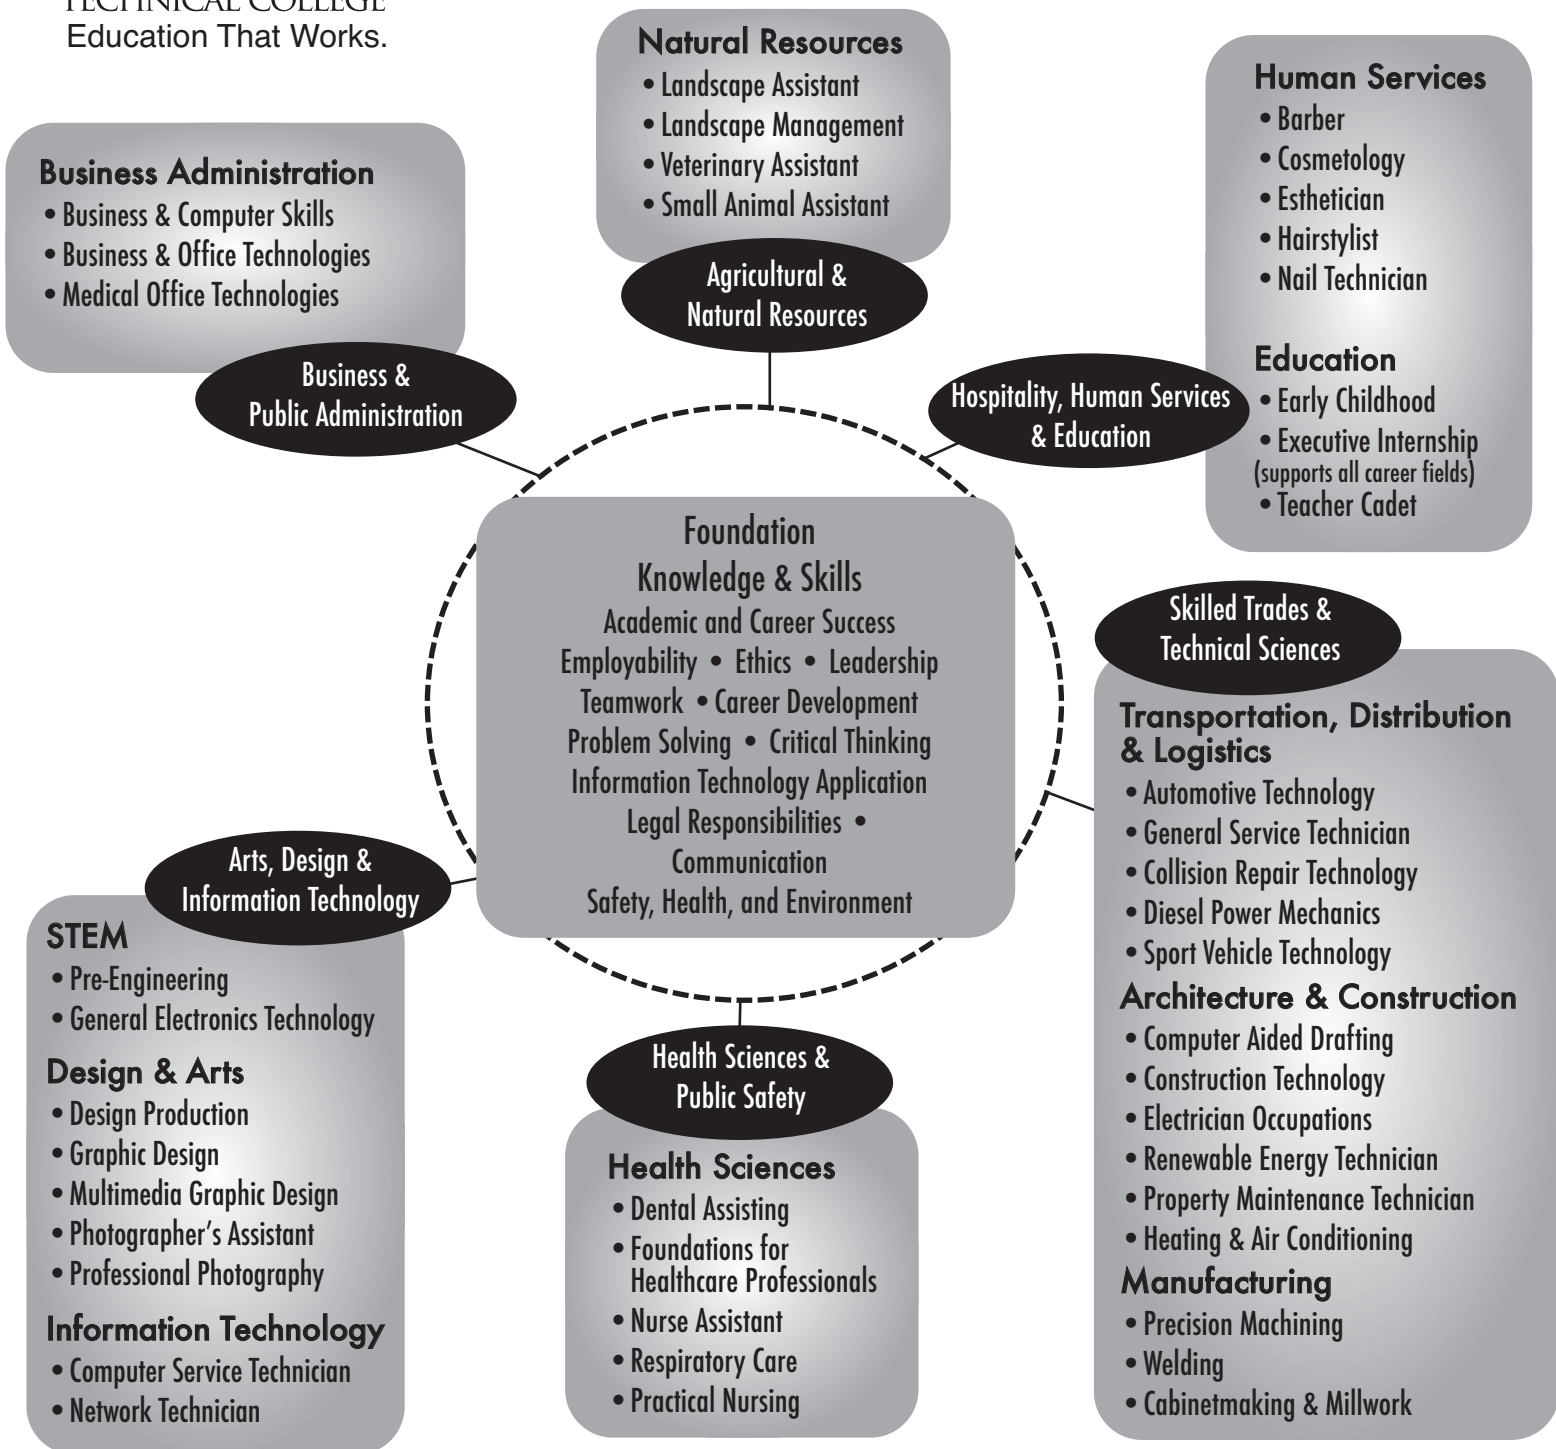 TECHNICAL COLLEGE
Education That Works.
Natural Resources
• Landscape Assistant
• Landscape Management
• Veterinary Assistant
• Small Animal Assistant
Agricultural &
Natural Resources
Human Services
• Barber
• Cosmetology
• Esthetician
• Hairstylist
• Nail Technician
Education
• Early Childhood
• Executive Internship
(supports all career fields)
• Teacher Cadet
Hospitality, Human Services
& Education
Business Administration
• Business & Computer Skills
• Business & Office Technologies
• Medical Office Technologies
Business &
Public Administration
Foundation
Knowledge & Skills
Academic and Career Success
Employability • Ethics • Leadership
Teamwork • Career Development
Problem Solving • Critical Thinking
Information Technology Application
Legal Responsibilities •
Communication
Safety, Health, and Environment
Skilled Trades &
Technical Sciences
Transportation, Distribution
& Logistics
• Automotive Technology
• General Service Technician
• Collision Repair Technology
• Diesel Power Mechanics
• Sport Vehicle Technology
Architecture & Construction
• Computer Aided Drafting
• Construction Technology
• Electrician Occupations
• Renewable Energy Technician
• Property Maintenance Technician
• Heating & Air Conditioning
Manufacturing
• Precision Machining
• Welding
• Cabinetmaking & Millwork
Arts, Design &
Information Technology
STEM
• Pre-Engineering
• General Electronics Technology
Design & Arts
• Design Production
• Graphic Design
• Multimedia Graphic Design
• Photographer's Assistant
• Professional Photography
Information Technology
• Computer Service Technician
• Network Technician
Health Sciences &
Public Safety
Health Sciences
• Dental Assisting
• Foundations for
Healthcare Professionals
• Nurse Assistant
• Respiratory Care
• Practical Nursing